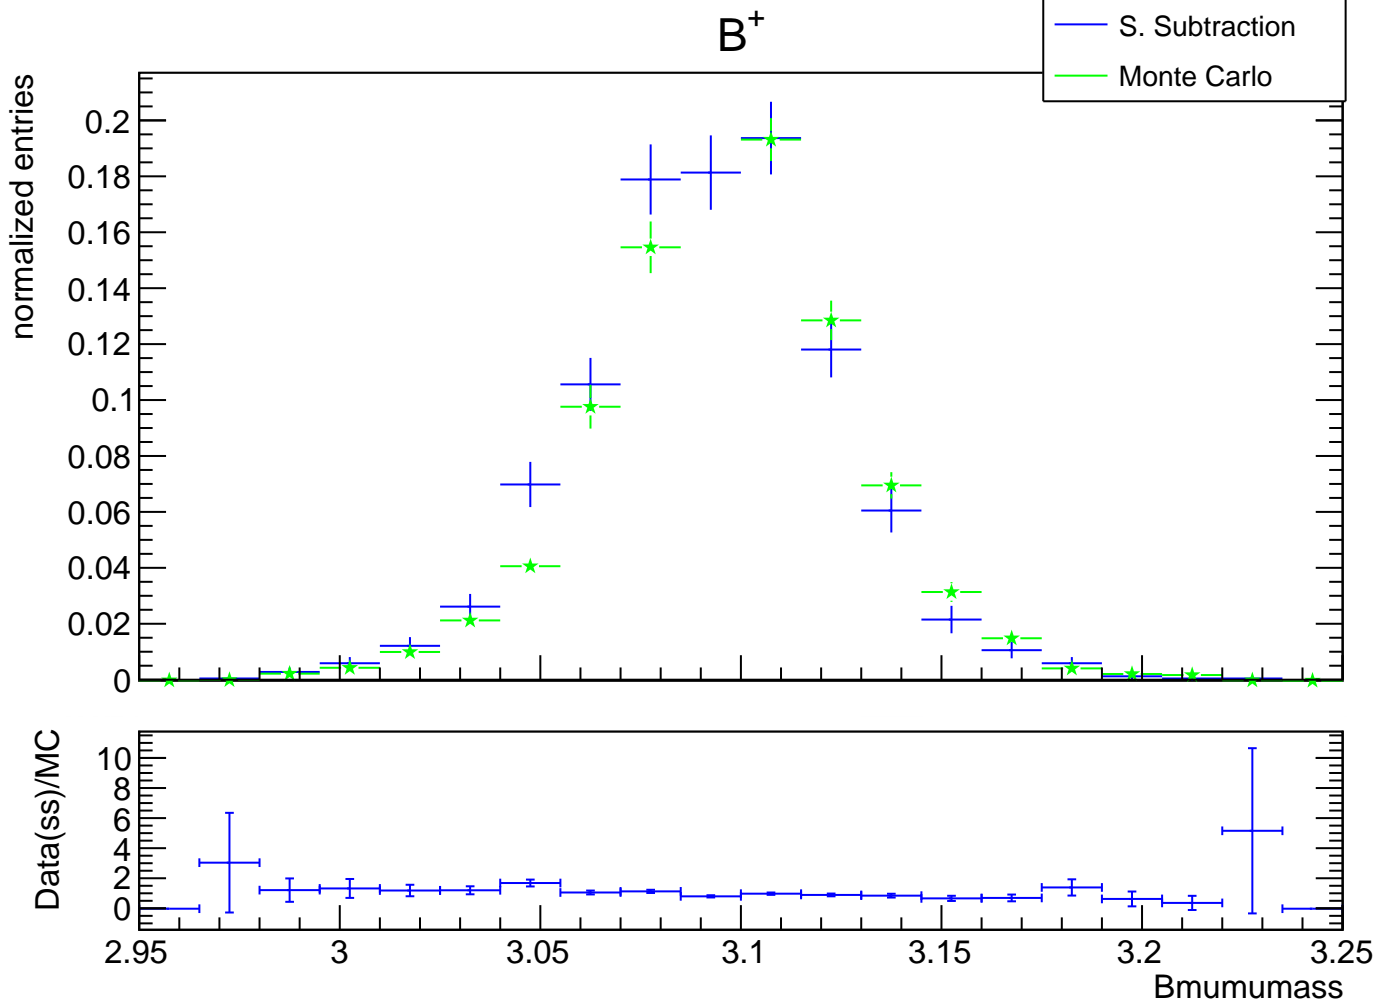 B+
S. Subtraction
Monte Carlo
normalized entries
0.2
0.18
0.16
0.14
0.12
0.1
0.08
0.06
0.04
0.02
0
Data(ss)/MC
10
8
6
4
2
0
2.95 3 3.05 3.1 3.15 3.2 3.25
Bmumumass